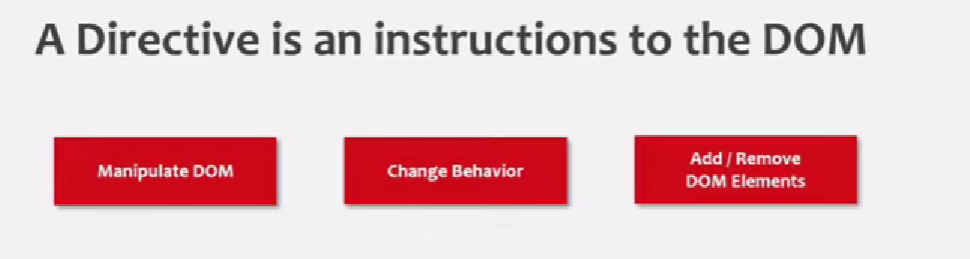 A Directive is an instructions to the DOM
Manipulate DOM
Change Behavior
Add / Remove
DOM Elements